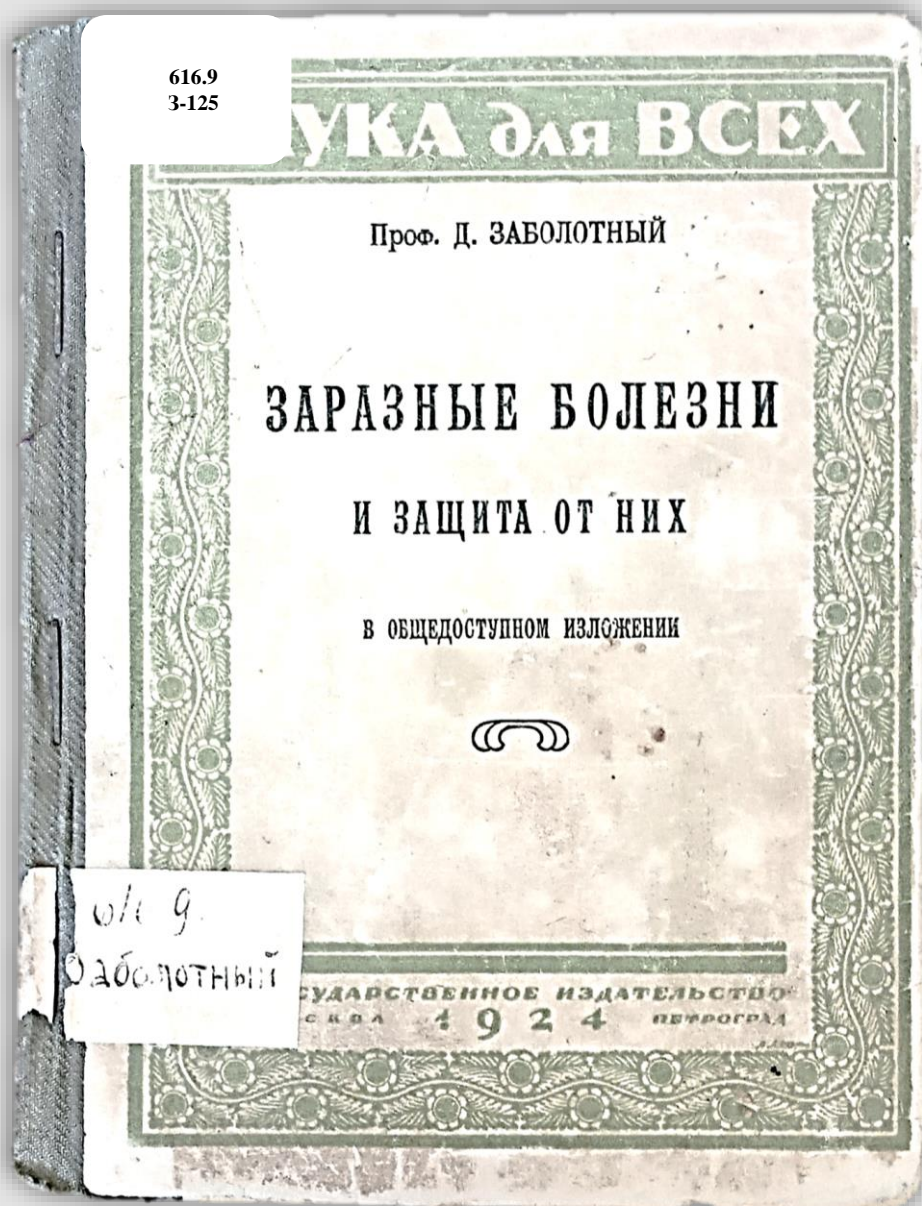 616.9
З-125
УКА для ВСЕХ
Проф. Д. ЗАБОЛОТНЫЙ
ЗАРАЗНЫЕ БОЛЕЗНИ
И ЗАЩИТА ОТ НИХ
В ОБЩЕДОСТУПНОМ ИЗЛОЖЕНИИ
9.
Заболотный
СУДАРСТВЕННОЕ ИЗДАТЕЛЬСТВО
СКВА 1924 ПЕТРОГРАД